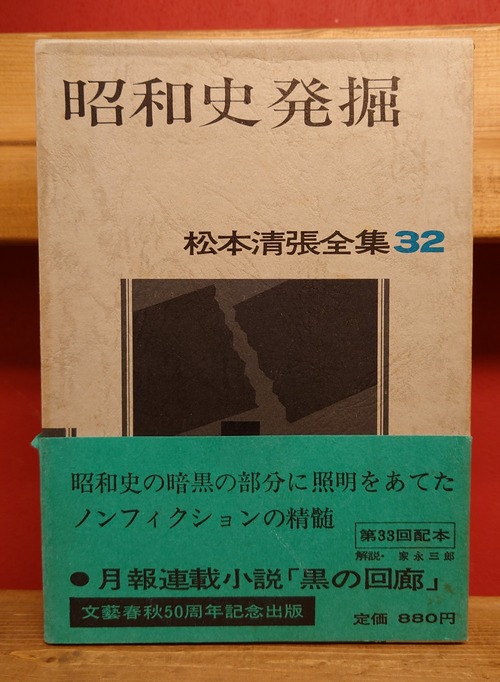 昭和史発掘
松本清張全集32
昭和史の暗黒の部分に照明をあてた
ノンフィクションの精髄
第33回配本
解説・家永三郎
●月報連載小説「黒の回廊」
文藝春秋50周年記念出版
定価 880円